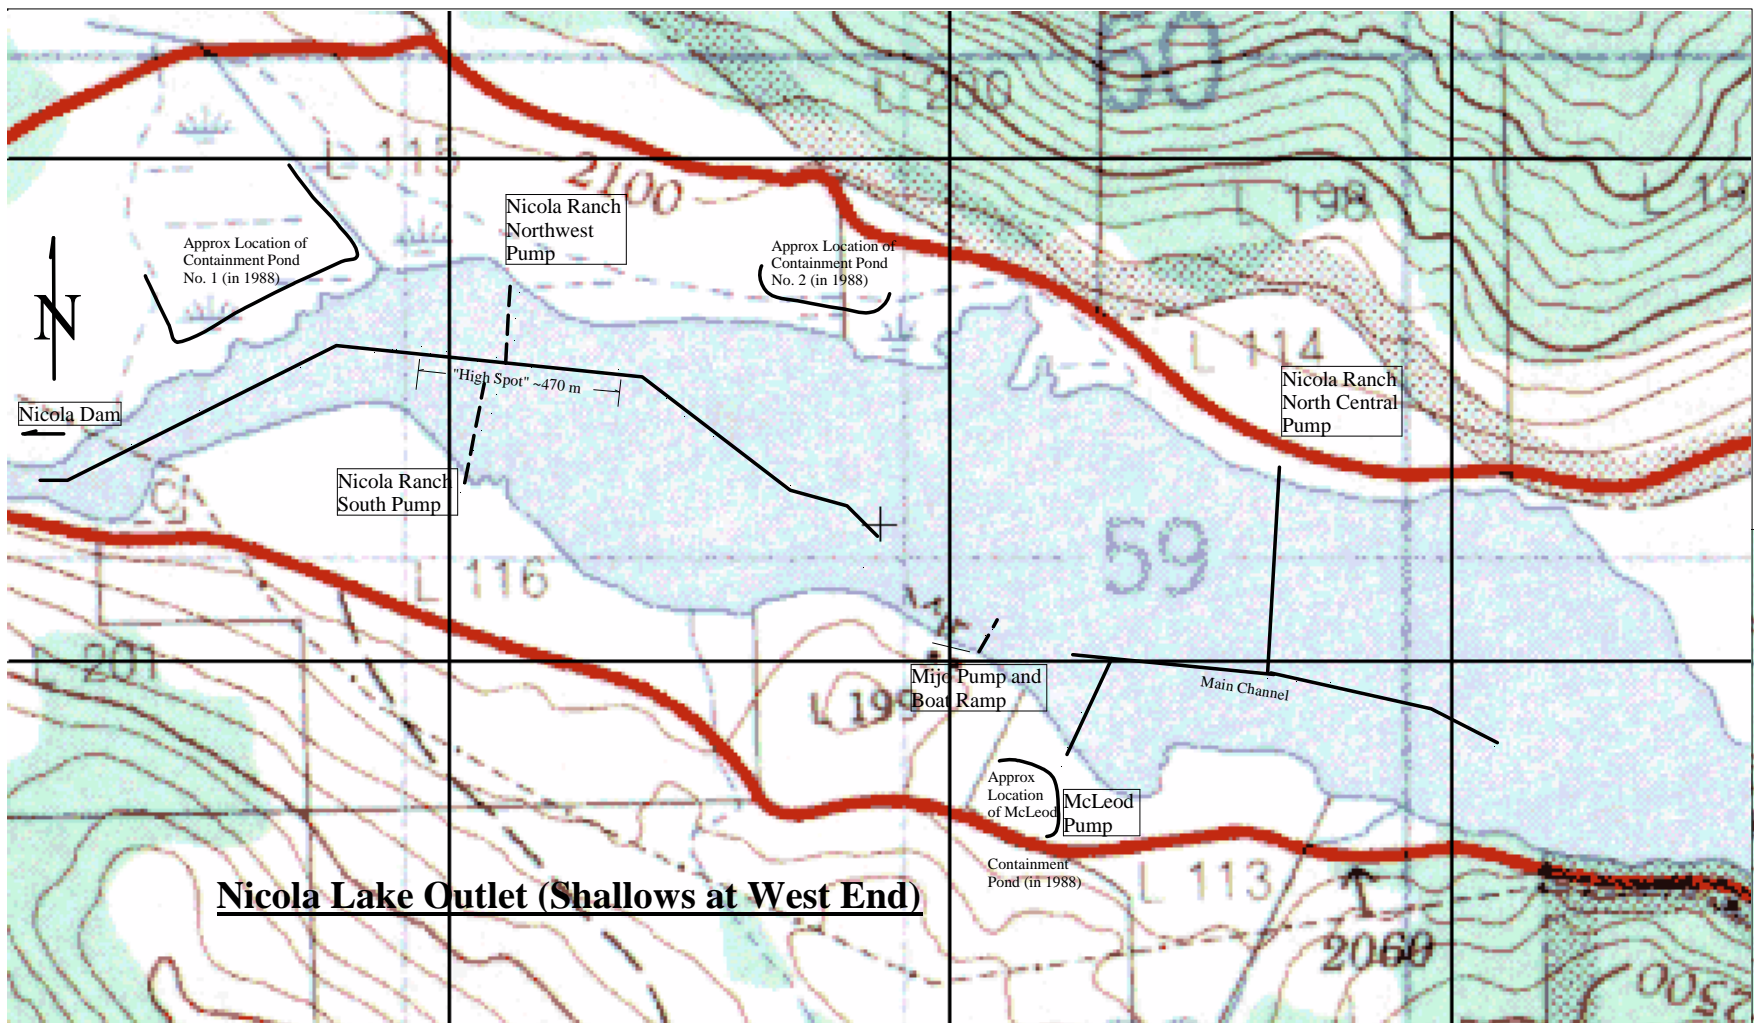 60
L 200
L 115
2100
L 198
L 19
Nicola Ranch
Northwest
Pump
Approx Location of
Containment Pond
No. 1 (in 1988)
Approx Location of
Containment Pond
No. 2 (in 1988)
N
L 114
Nicola Ranch
North Central
Pump
"High Spot" ~470 m
Nicola Dam
Nicola Ranch
South Pump
59
L 116
L 201
Mijo Pump and
Boat Ramp
L 199
Main Channel
Approx
Location
of McLeod
McLeod
Pump
Containment
Pond (in 1988)
L 113
Nicola Lake Outlet (Shallows at West End)
2060
2500